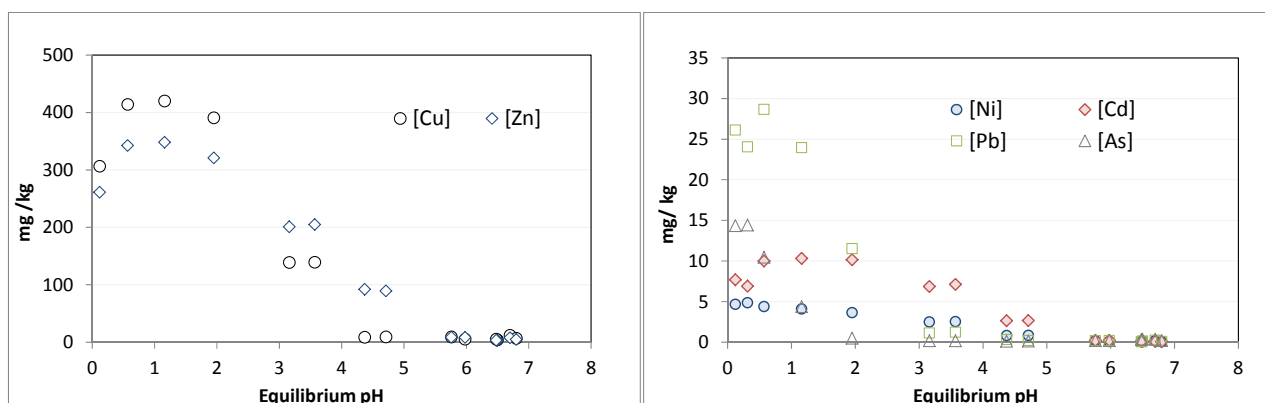 500
400
300
200
100
0
mg /kg
[Cu] [Zn]
0 1 2 3 4 5 6 7 8
Equilibrium pH
35
30
25
20
15
10
5
0
mg/ kg
[Ni] [Cd]
[Pb] [As]
0 1 2 3 4 5 6 7 8
Equilibrium pH